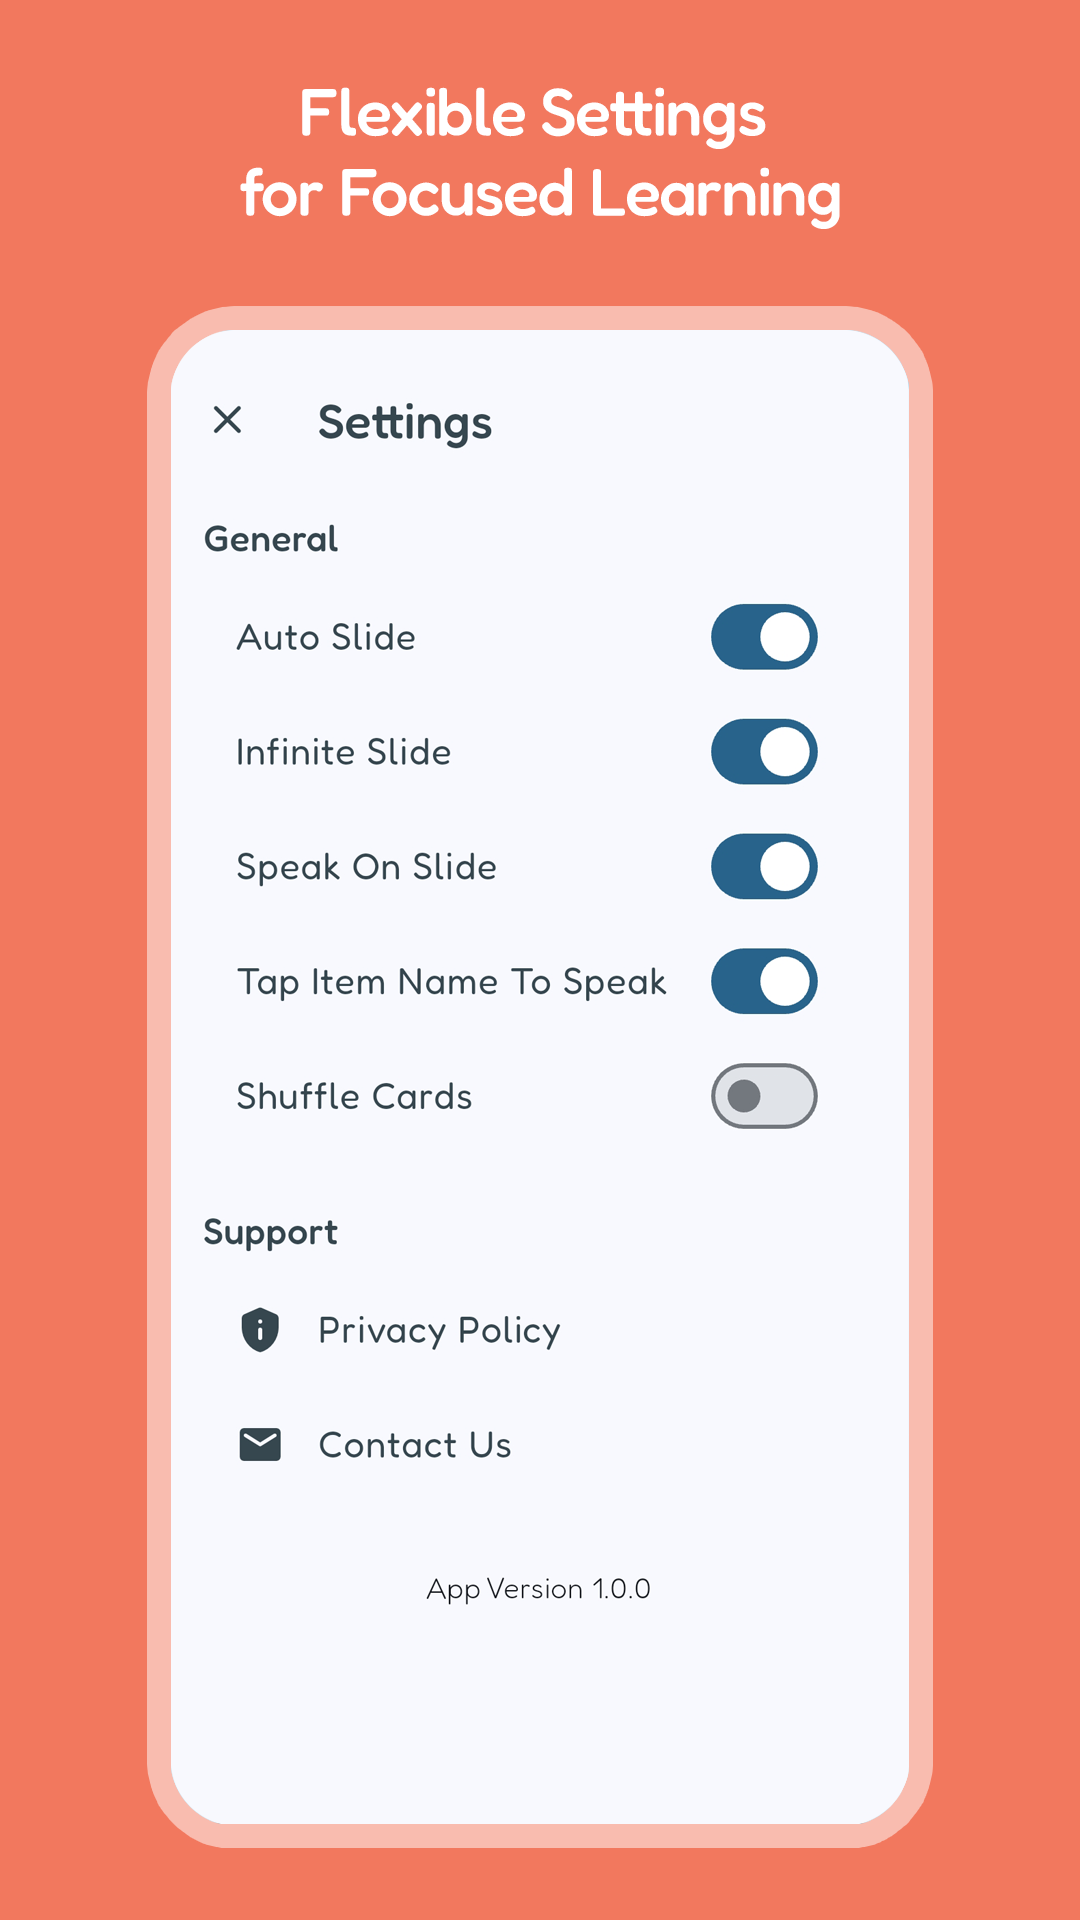 Flexible Settings
for Focused Learning
Settings
General
Auto Slide
Infinite Slide
Speak On Slide
Tap Item Name To Speak
Shuffle Cards
Support
Privacy Policy
Contact Us
App Version 1.0.0